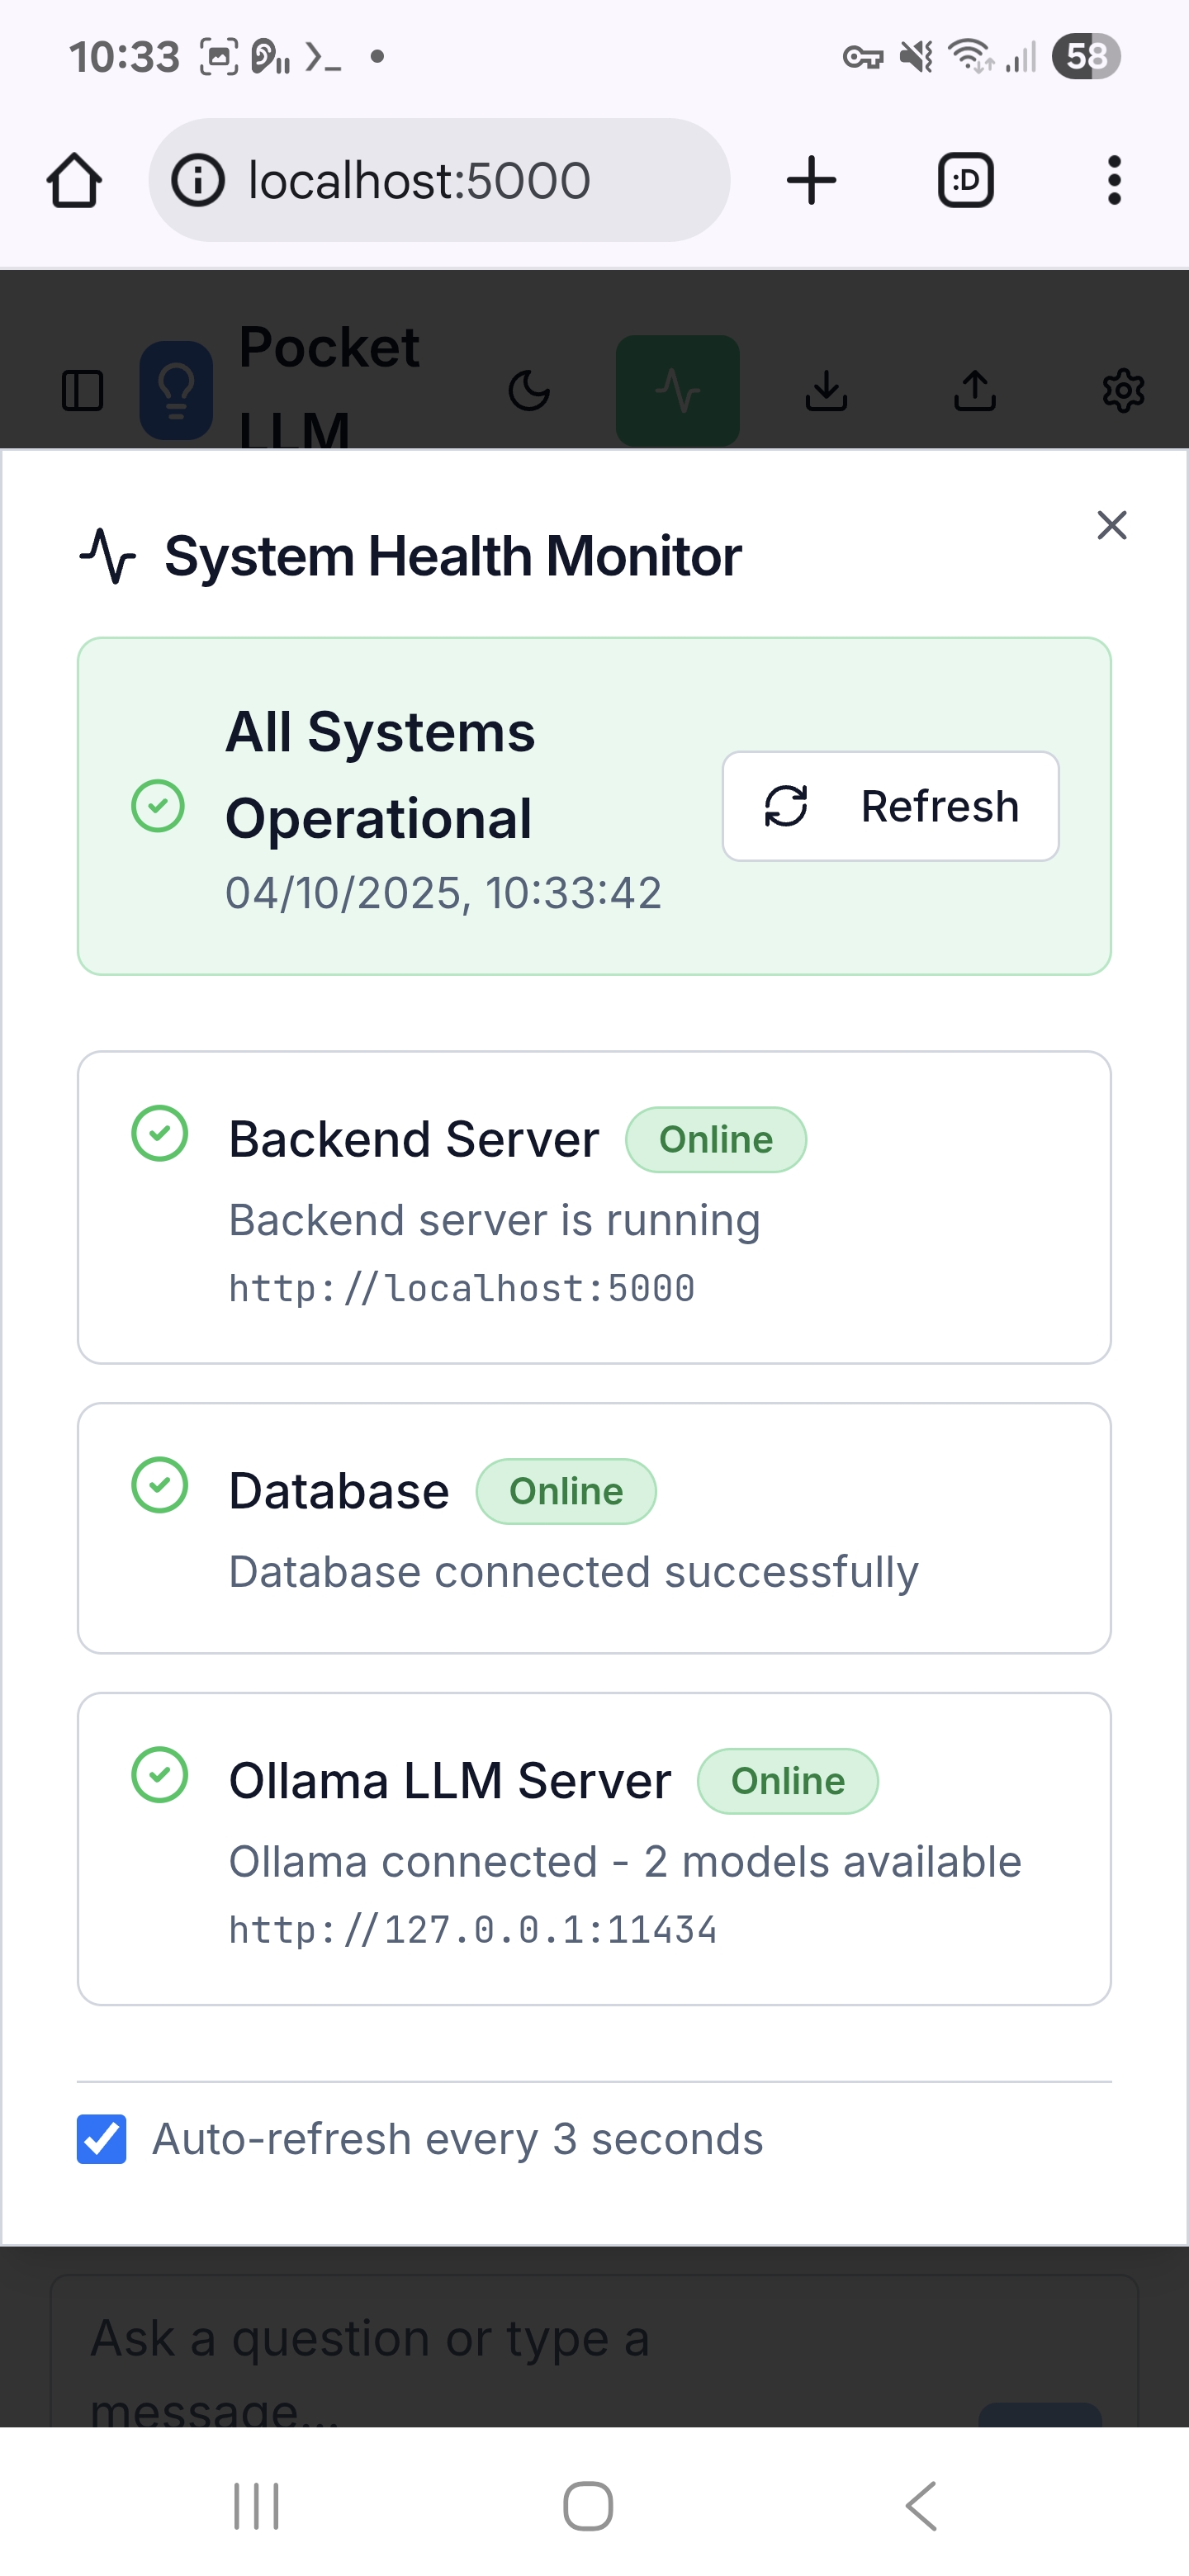 10:33
58
localhost:5000
:D
Pocket
LLM
System Health Monitor
All Systems
Operational
04/10/2025, 10:33:42
Refresh
Backend Server
Online
Backend server is running
http://localhost:5000
Database
Online
Database connected successfully
Ollama LLM Server
Online
Ollama connected - 2 models available
http://127.0.0.1:11434
Auto-refresh every 3 seconds
Ask a question or type a
message...